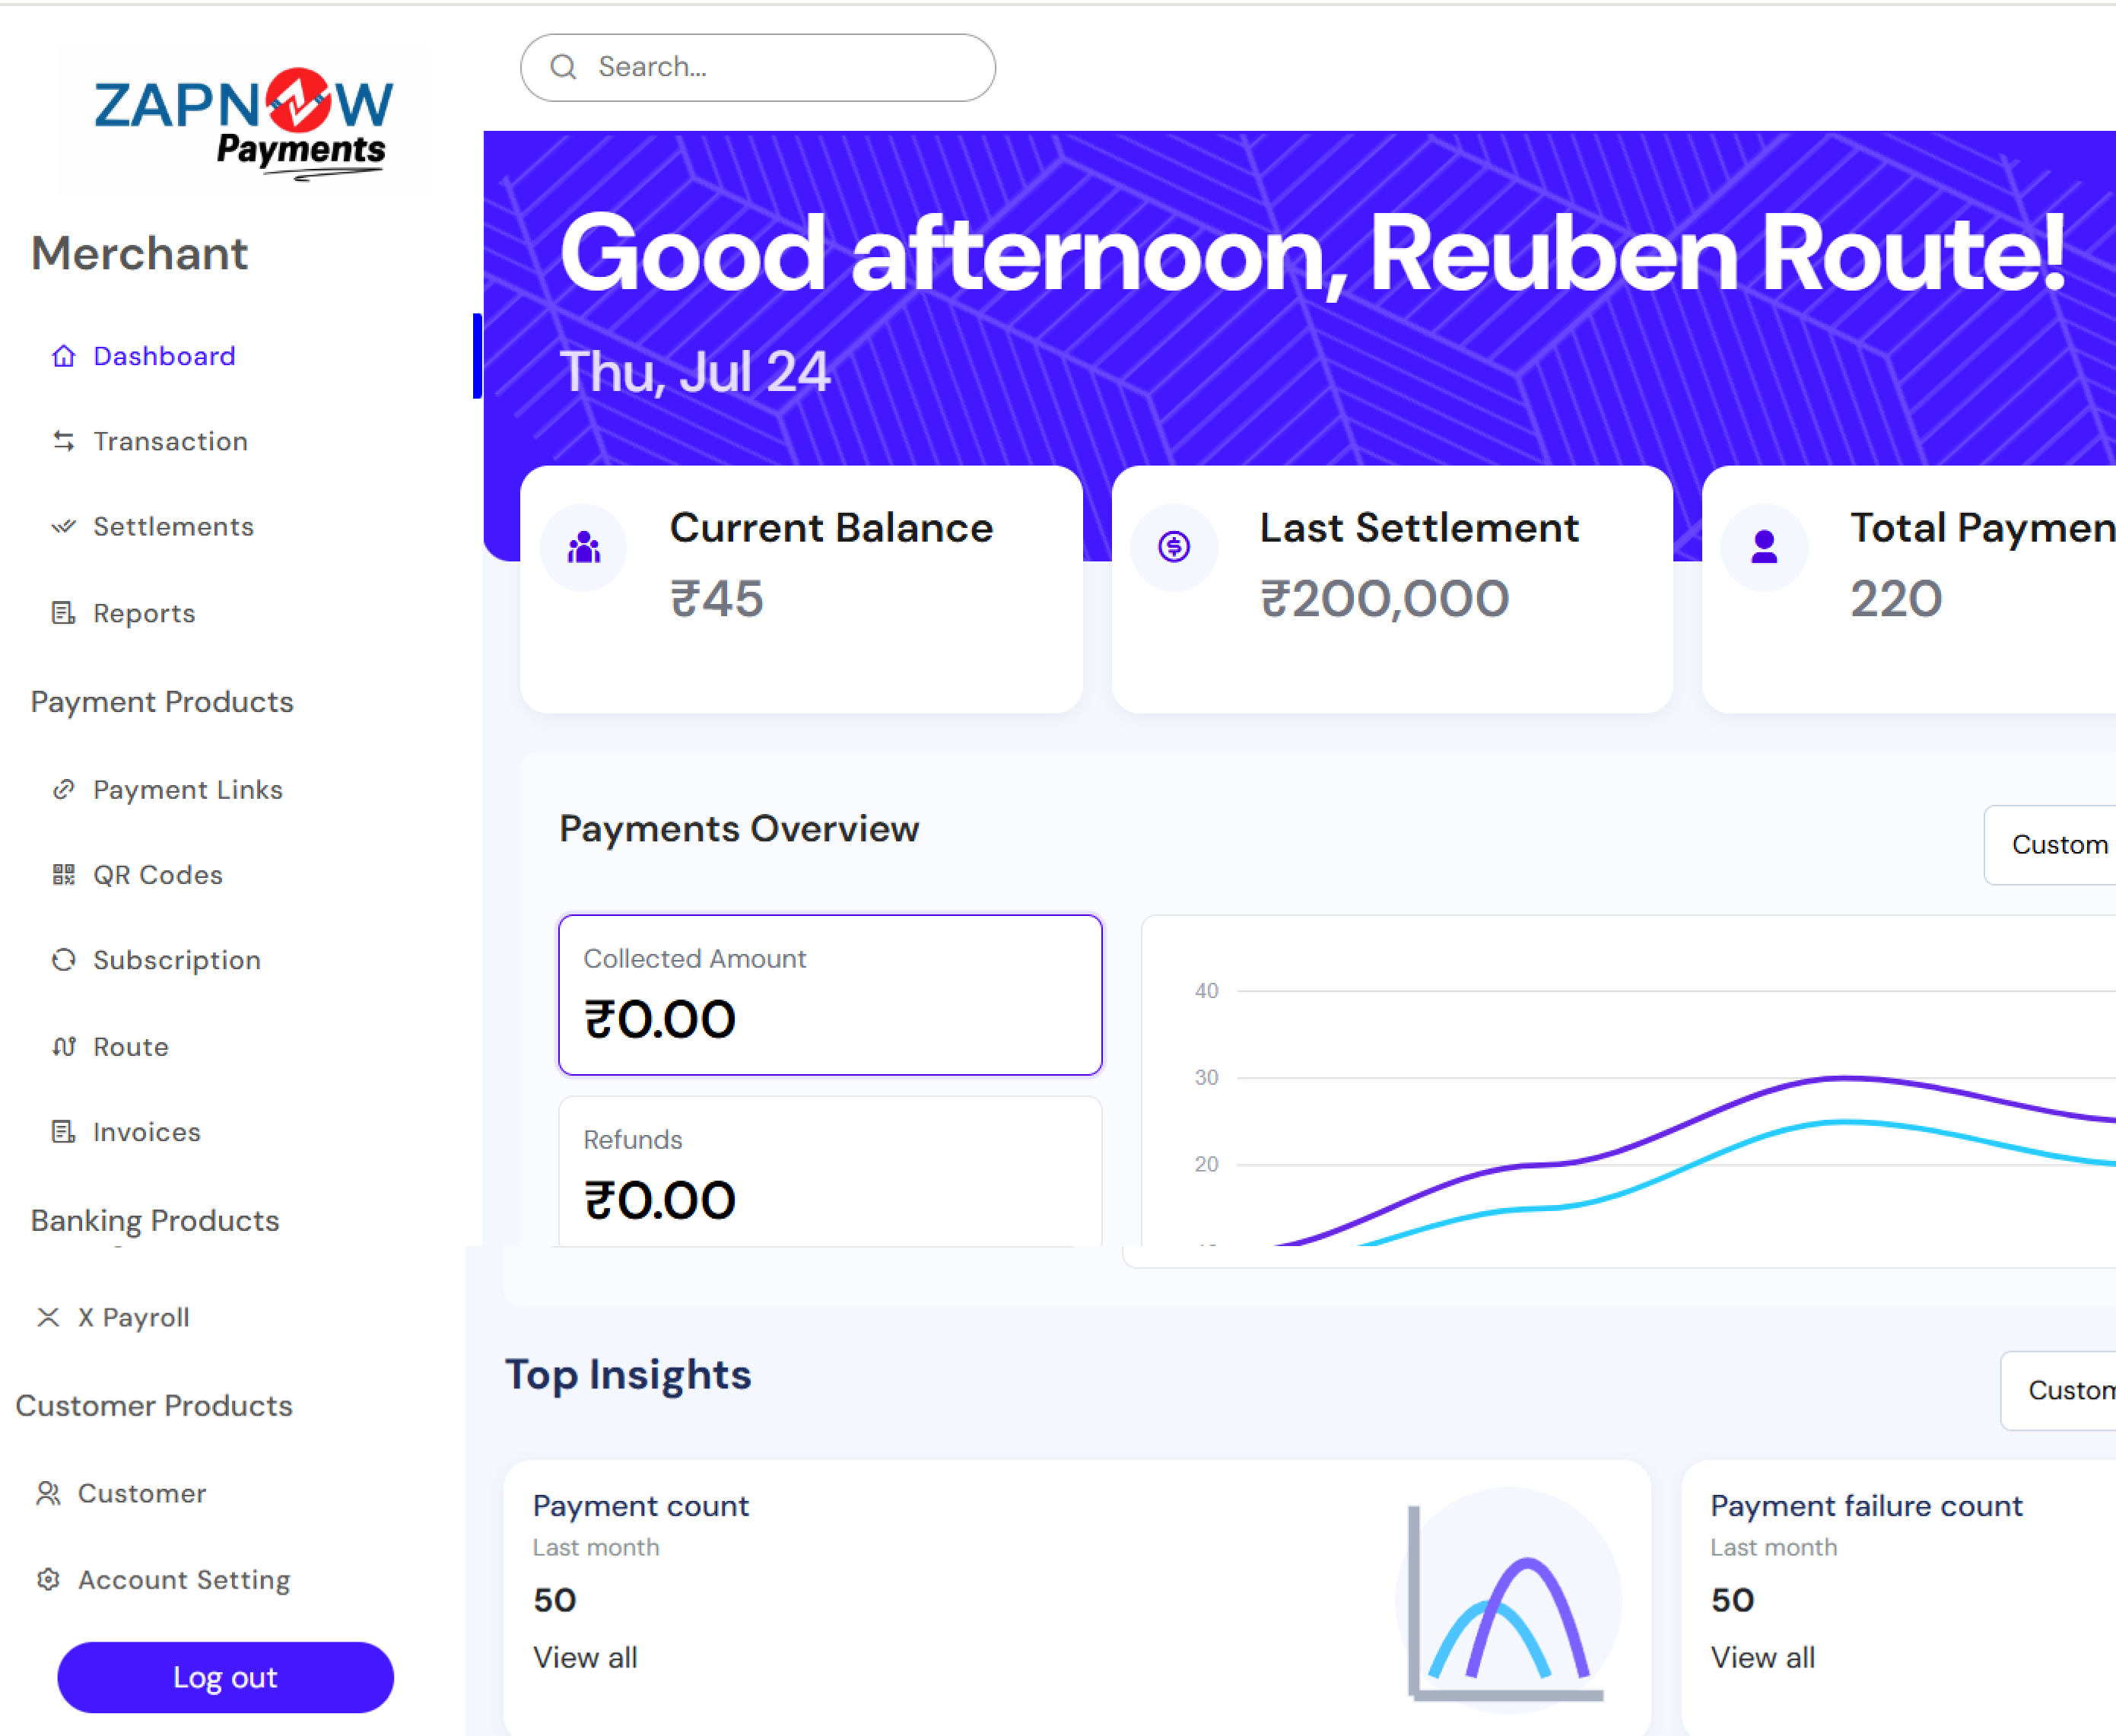 ZAPNOW
Payments
Merchant
Dashboard
Transaction
Settlements
Reports
Payment Products
Payment Links
QR Codes
Subscription
Route
Invoices
Banking Products
X Payroll
Customer Products
Customer
Account Setting
Log out
Search...
Good afternoon, Reuben Route!
Thu, Jul 24
Current Balance
₹45
Last Settlement
₹200,000
Total
220
Payments Overview
Custom
Collected Amount
₹0.00
Refunds
₹0.00
40
30
20
Top Insights
Custom
Payment count
Last month
50
View all
Payment failure count
Last month
50
View all